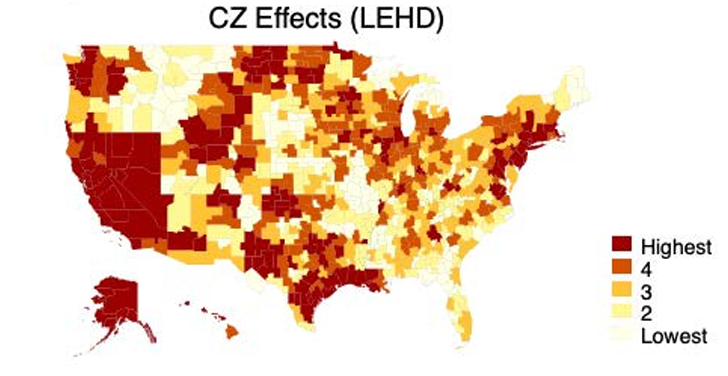 CZ Effects (LEHD)
Highest
4
3
2
Lowest